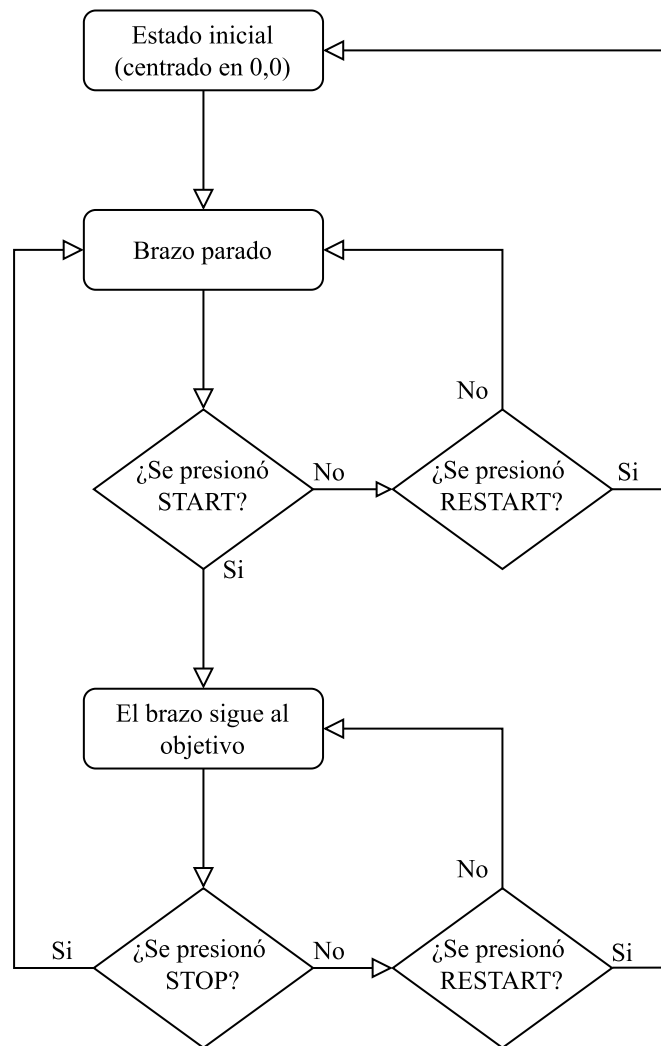 Estado inicial
(centrado en 0,0)
Brazo parado
No
¿Se presionó
START?
No
¿Se presionó
RESTART?
Si
Si
El brazo sigue al
objetivo
No
Si
¿Se presionó
STOP?
No
¿Se presionó
RESTART?
Si